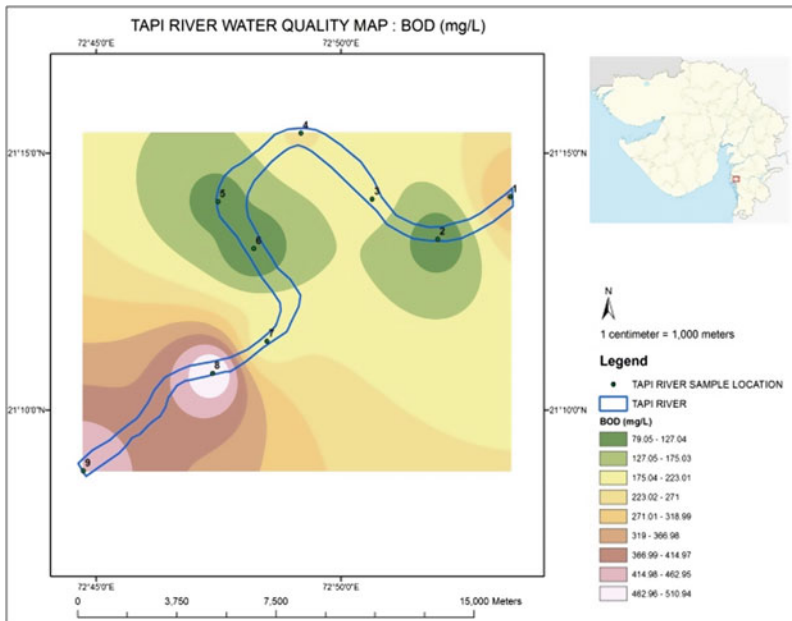 TAPI RIVER WATER QUALITY MAP : BOD (mg/L)
72°45'0"E 72°50'0"E
21°15'0"N 21°15'0"N
4
1
5
3
2
6
7
8
21°10'0"N 21°10'0"N
9
72°45'0"E 72°50'0"E
0 3,750 7,500 15,000 Meters
N
1 centimeter = 1,000 meters
Legend
TAPI RIVER SAMPLE LOCATION
TAPI RIVER
BOD (mg/L)
79.05 - 127.04
127.05 - 175.03
175.04 - 223.01
223.02 - 271
271.01 - 318.99
319 - 366.98
366.99 - 414.97
414.98 - 462.95
462.96 - 510.94